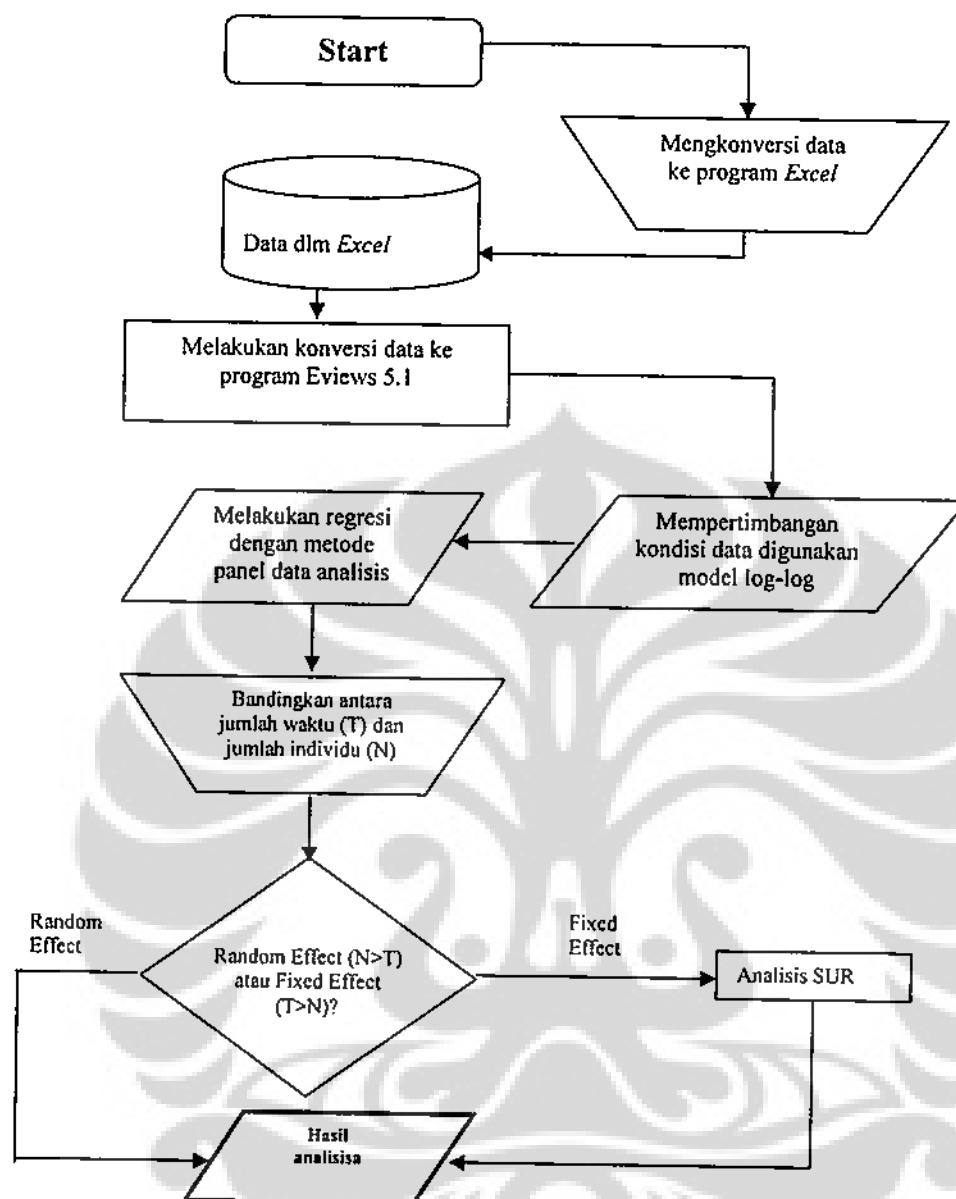 Start
Mengkonversi data
ke program Excel
Data dlm Excel
Melakukan konversi data ke
program Eviews 5.1
Mempertimbangan
kondisi data digunakan
model log-log
Melakukan regresi
dengan metode
panel data analisis
Bandingkan antara
jumlah waktu (T) dan
jumlah individu (N)
Random
Effect
Random Effect (N>T)
atau Fixed Effect
(T>N)?
Fixed
Effect
Analisis SUR
Hasil
analisisa